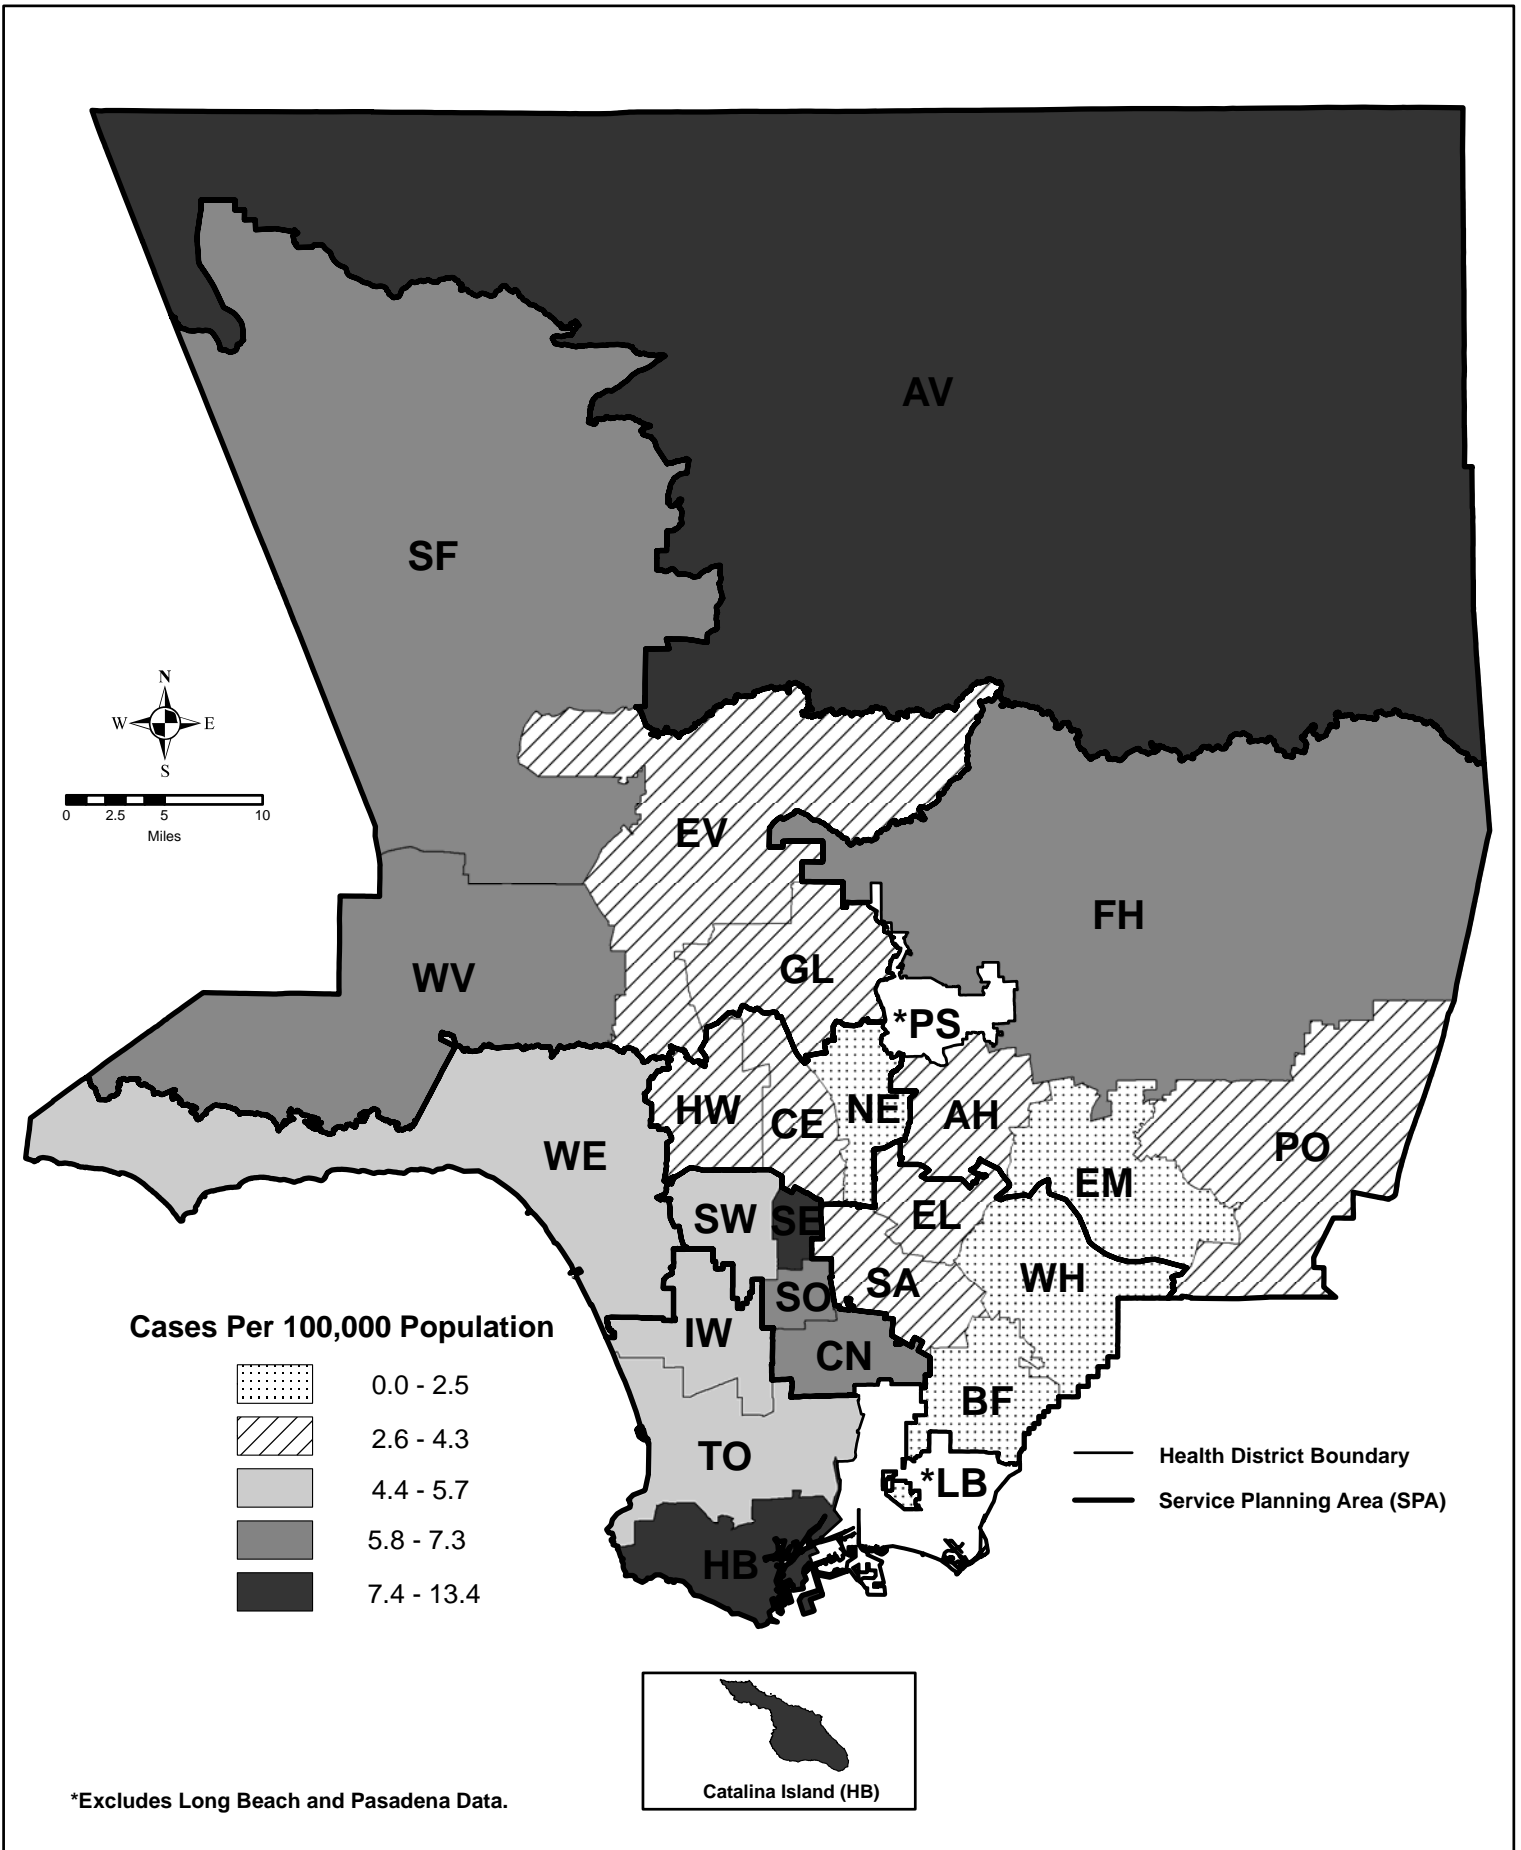 AV
SF
N
W E
S
0 2.5 5 10
Miles
EV
FH
WV
GL
*PS
HW
CE
NE
AH
PO
WE
EM
SW
SE
EL
WH
SA
SO
IW
CN
BF
TO
*LB
HB
Cases Per 100,000 Population
0.0 - 2.5
2.6 - 4.3
4.4 - 5.7
5.8 - 7.3
7.4 - 13.4
Health District Boundary
Service Planning Area (SPA)
Catalina Island (HB)
*Excludes Long Beach and Pasadena Data.